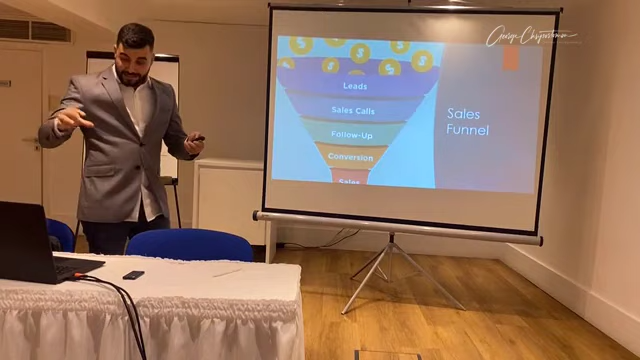 Leads
Sales Calls
Follow-Up
Conversion
Sales
Sales
Funnel